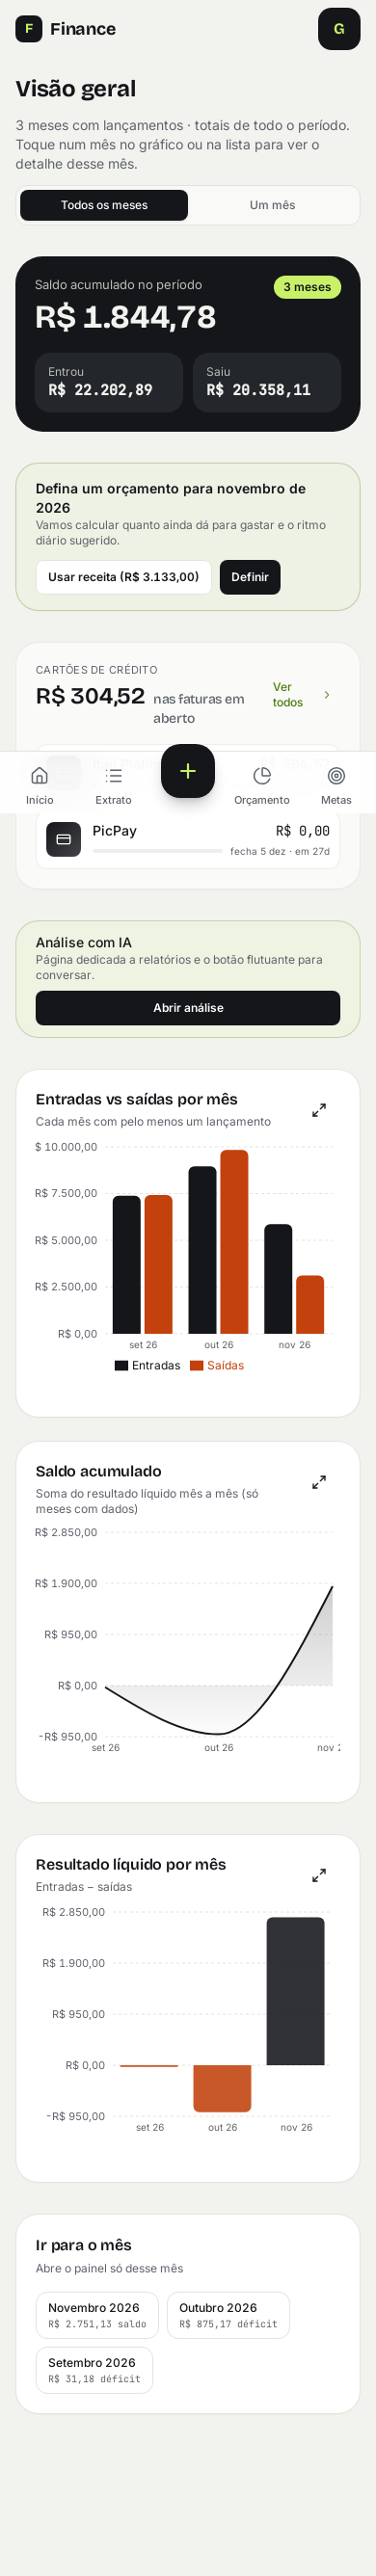 F Finance G
Visão geral
3 meses com lançamentos · totais de todo o período.
Toque num mês no gráfico ou na lista para ver o
detalhe desse mês.
Todos os meses Um mês
Saldo acumulado no período 3 meses
R$ 1.844,78
Entrou Saiu
R$ 22.202,89 R$ 20.358,11
Defina um orçamento para novembro de
2026
Vamos calcular quanto ainda dá para gastar e o ritmo
diário sugerido.
Usar receita (R$ 3.133,00) Definir
CARTÕES DE CRÉDITO
R$ 304,52 nas faturas em
aberto
Ver
todos
Início Extrato Orçamento Metas
PicPay R$ 0,00
fecha 5 dez · em 27d
Análise com IA
Página dedicada a relatórios e o botão flutuante para
conversar.
Abrir análise
Entradas vs saídas por mês
Cada mês com pelo menos um lançamento
$ 10.000,00
R$ 7.500,00
R$ 5.000,00
R$ 2.500,00
R$ 0,00
set 26 out 26 nov 26
Entradas Saídas
Saldo acumulado
Soma do resultado líquido mês a mês (só
meses com dados)
R$ 2.850,00
R$ 1.900,00
R$ 950,00
R$ 0,00
-R$ 950,00
set 26 out 26 nov 2
Resultado líquido por mês
Entradas − saídas
R$ 2.850,00
R$ 1.900,00
R$ 950,00
R$ 0,00
-R$ 950,00
set 26 out 26 nov 26
Ir para o mês
Abre o painel só desse mês
Novembro 2026 Outubro 2026
R$ 2.751,13 saldo R$ 875,17 déficit
Setembro 2026
R$ 31,18 déficit